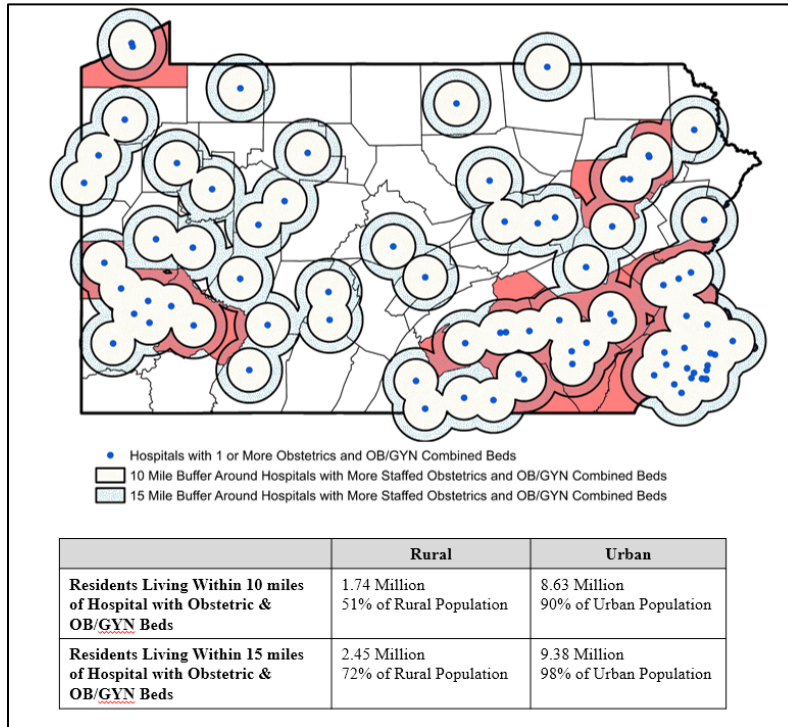 Hospitals with 1 or More Obstetrics and OB/GYN Combined Beds
10 Mile Buffer Around Hospitals with More Staffed Obstetrics and OB/GYN Combined Beds
15 Mile Buffer Around Hospitals with More Staffed Obstetrics and OB/GYN Combined Beds
Rural
Urban
Residents Living Within 10 miles
of Hospital with Obstetric &
OB/GYN Beds
1.74 Million
51% of Rural Population
8.63 Million
90% of Urban Population
Residents Living Within 15 miles
of Hospital with Obstetric &
OB/GYN Beds
2.45 Million
72% of Rural Population
9.38 Million
98% of Urban Population